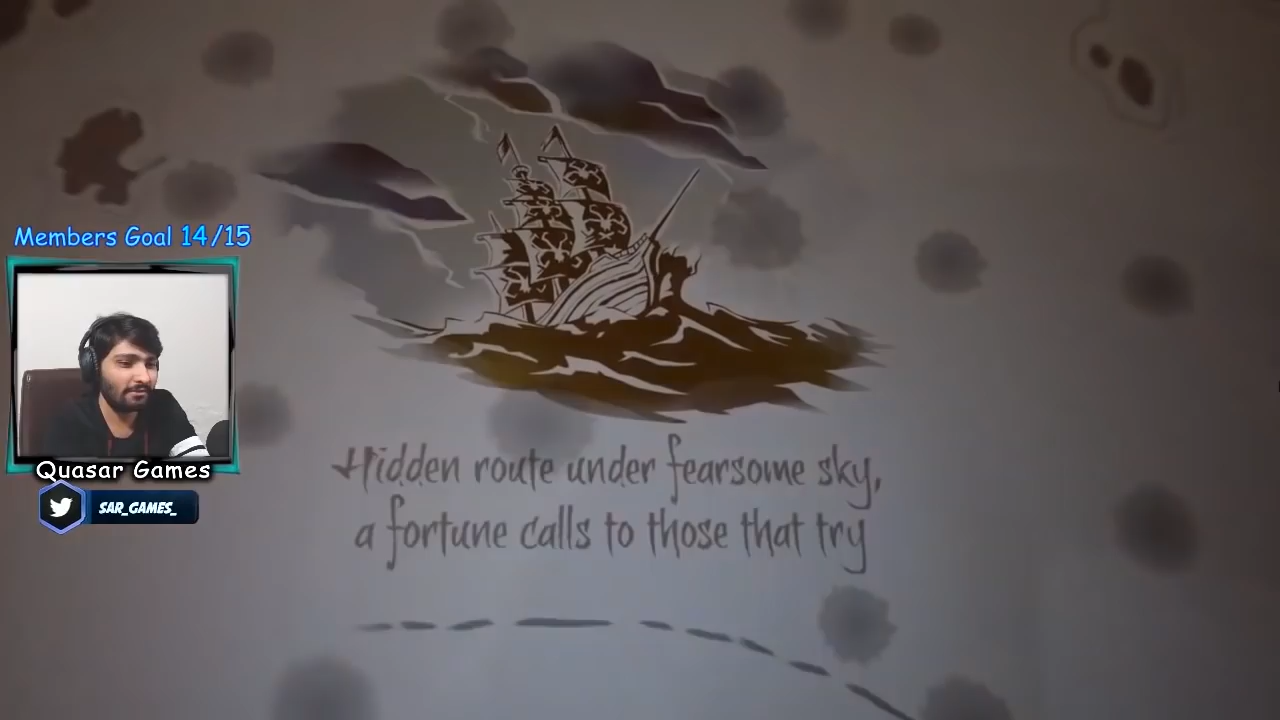 Members Goal 14/15
Quasar Games
SAR_GAMES_
Hidden route under fearsome sky,
a fortune calls to those that try